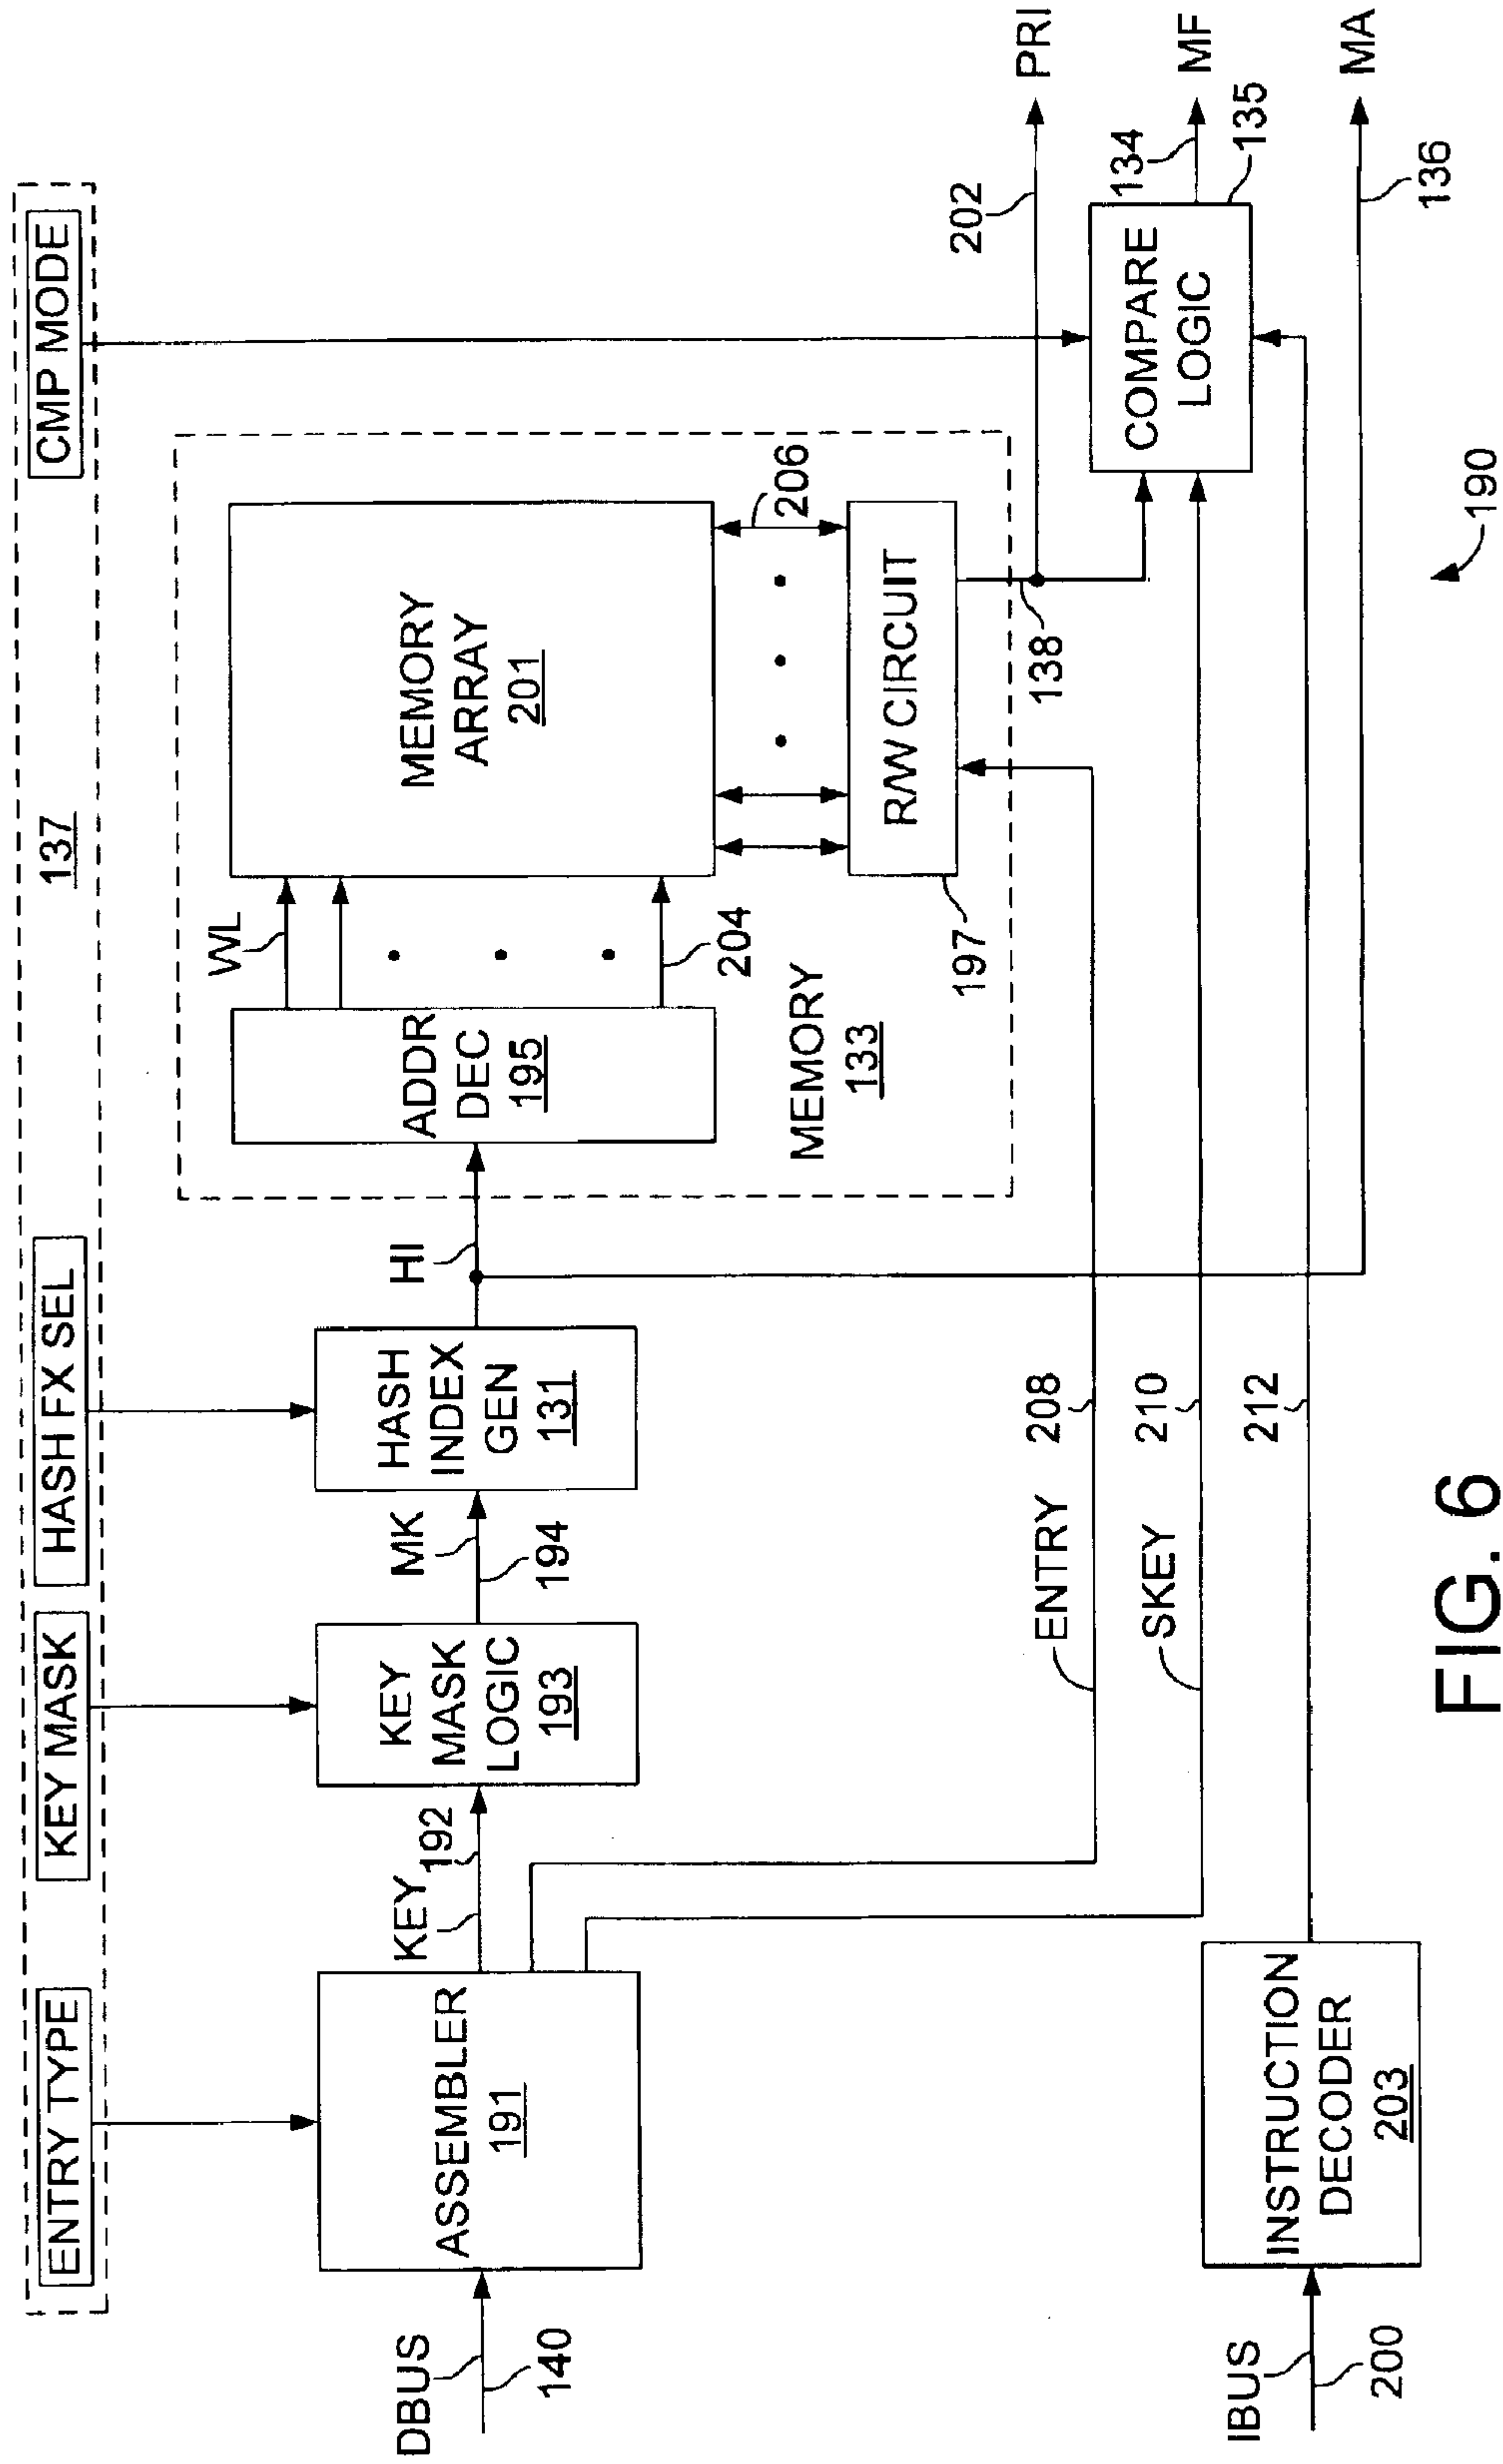 137
ENTRY TYPE
KEY MASK
HASH FX SEL
CMP MODE
DBUS
140
ASSEMBLER
191
KEY
192
KEY
MASK
LOGIC
193
MK
194
HASH
INDEX
GEN
131
HI
ADDR
DEC
195
WL
204
MEMORY
ARRAY
201
206
MEMORY
133
197
R/W CIRCUIT
138
202
PRI
ENTRY
208
SKEY
210
212
COMPARE
LOGIC
134
MF
135
MA
136
IBUS
200
INSTRUCTION
DECODER
203
190
FIG. 6